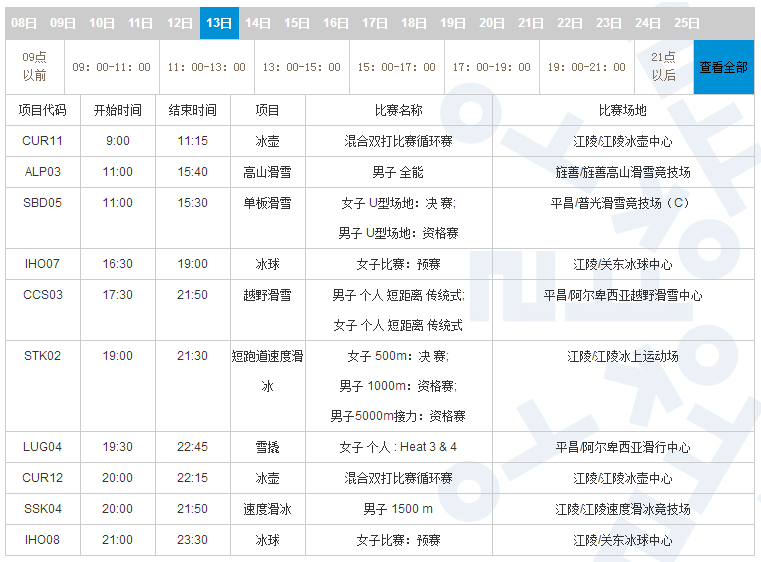 08日 09日 10日 11日 12日 13日 14日 15日 16日 17日 18日 19日 20日 21日 22日 23日 24日 25日
09点以前 09：00-11：00 11：00-13：00 13：00-15：00 15：00-17：00 17：00-19：00 19：00-21：00 21点以后 查看全部
项目代码 开始时间 结束时间 项目 比赛名称 比赛场地
CUR11 9:00 11:15 冰壶 混合双打比赛循环赛 江陵/江陵冰壶中心
ALP03 11:00 15:40 高山滑雪 男子 全能 旌善/旌善高山滑雪竞技场
SBD05 11:00 15:30 单板滑雪 女子 U型场地：决 赛; 平昌/普光滑雪竞技场（C）
男子 U型场地：资格赛
IHO07 16:30 19:00 冰球 女子比赛：预赛 江陵/关东冰球中心
CCS03 17:30 21:50 越野滑雪 男子 个人 短距离 传统式; 平昌/阿尔卑西亚越野滑雪中心
女子 个人 短距离 传统式
STK02 19:00 21:30 短跑道速度滑冰 女子 500m：决 赛; 江陵/江陵冰上运动场
男子 1000m：资格赛;
男子5000m接力：资格赛
LUG04 19:30 22:45 雪撬 女子 个人 : Heat 3 & 4 平昌/阿尔卑西亚滑行中心
CUR12 20:00 22:15 冰壶 混合双打比赛循环赛 江陵/江陵冰壶中心
SSK04 20:00 21:50 速度滑冰 男子 1500 m 江陵/江陵速度滑冰竞技场
IHO08 21:00 23:30 冰球 女子比赛：预赛 江陵/关东冰球中心